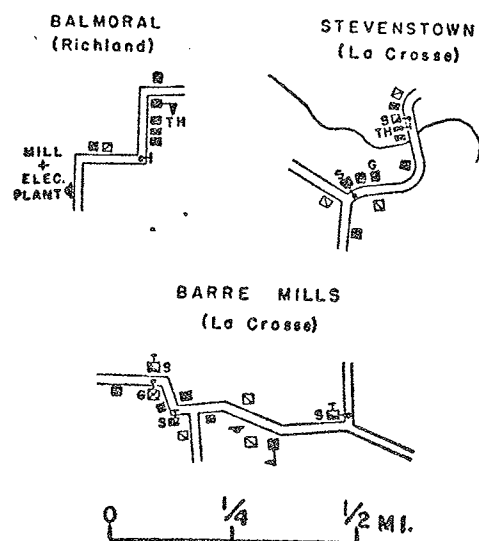 BALMORAL
(Richland)
TH
MILL
+
ELEC.
PLANT
STEVENSTOWN
(La Crosse)
S
TH
S
G
BARRE MILLS
(La Crosse)
S
G
S
S
0 1/4 1/2 MI.